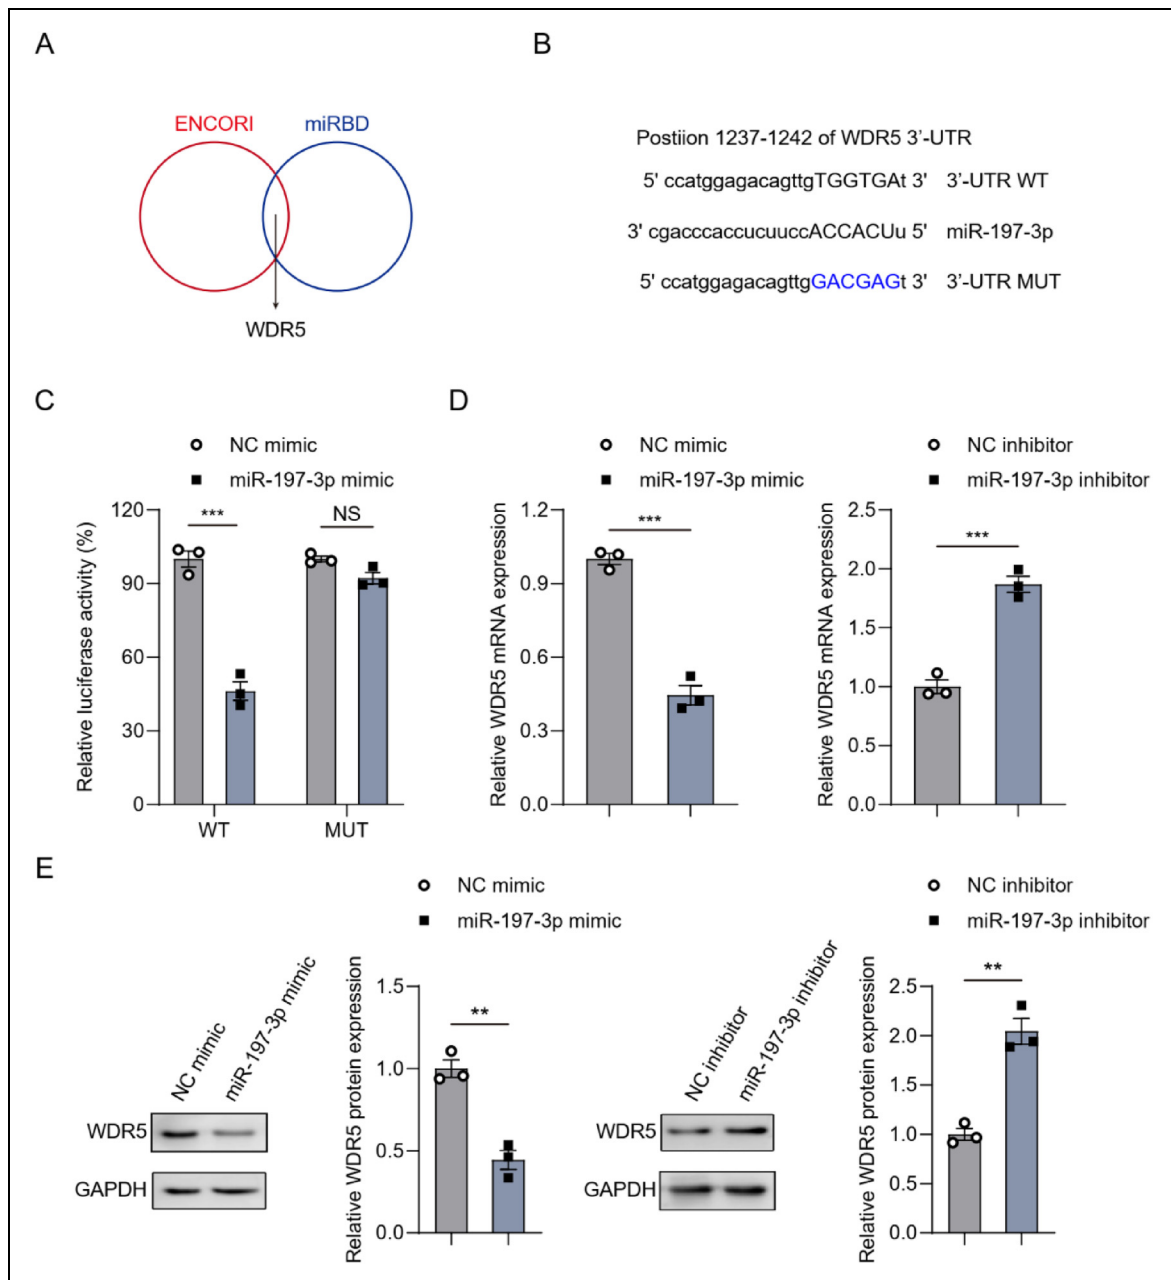 A
ENCORI
miRBD
WDR5
B
Postiion 1237-1242 of WDR5 3'-UTR
5' ccatggagacagttgTGGTGAt 3' 3'-UTR WT
3' cgacccaccucuuccACCACUu 5' miR-197-3p
5' ccatggagacagttgGACGAGt 3' 3'-UTR MUT
C
NC mimic
miR-197-3p mimic
Relative luciferase activity (%)
120
90
60
30
0
***
NS
WT
MUT
D
NC mimic
miR-197-3p mimic
Relative WDR5 mRNA expression
1.2
0.9
0.6
0.3
0.0
***
NC inhibitor
miR-197-3p inhibitor
Relative WDR5 mRNA expression
2.5
2.0
1.5
1.0
0.5
0.0
***
E
NC mimic
miR-197-3p mimic
WDR5
GAPDH
NC mimic
miR-197-3p mimic
Relative WDR5 protein expression
1.5
1.0
0.5
0.0
**
NC inhibitor
miR-197-3p inhibitor
WDR5
GAPDH
NC inhibitor
miR-197-3p inhibitor
Relative WDR5 protein expression
2.5
2.0
1.5
1.0
0.5
0.0
**